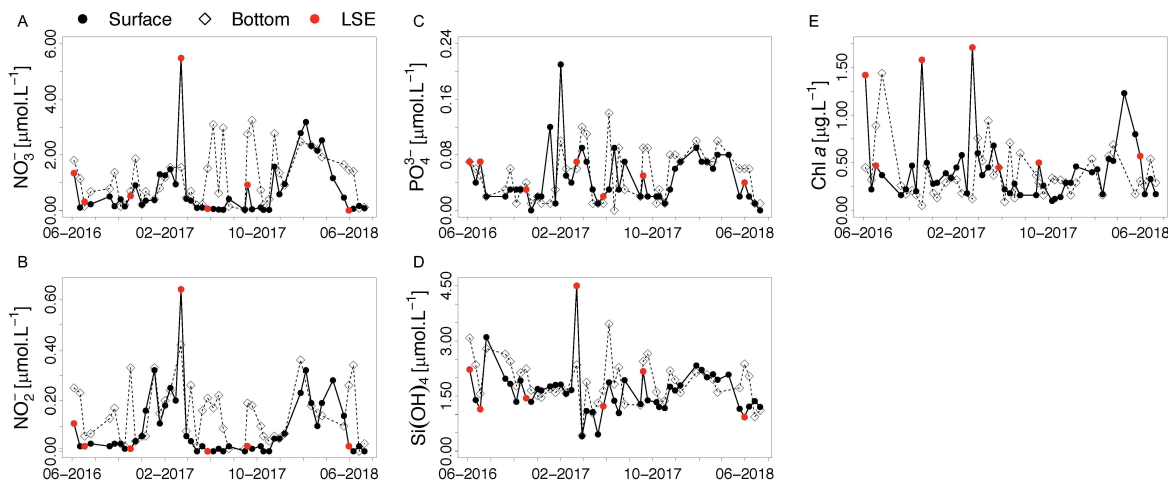 A Surface Bottom LSE
NO₃⁻ [μmol.L⁻¹]
6.00
4.00
2.00
0.00
06–2016 02–2017 10–2017 06–2018
B
NO₂⁻ [μmol.L⁻¹]
0.60
0.40
0.20
0.00
06–2016 02–2017 10–2017 06–2018
C
PO₄³⁻ [μmol.L⁻¹]
0.24
0.16
0.08
0.00
06–2016 02–2017 10–2017 06–2018
D
Si(OH)₄ [μmol.L⁻¹]
4.50
3.00
1.50
0.00
06–2016 02–2017 10–2017 06–2018
E
Chl a [μg.L⁻¹]
1.50
1.00
0.50
0.00
06–2016 02–2017 10–2017 06–2018